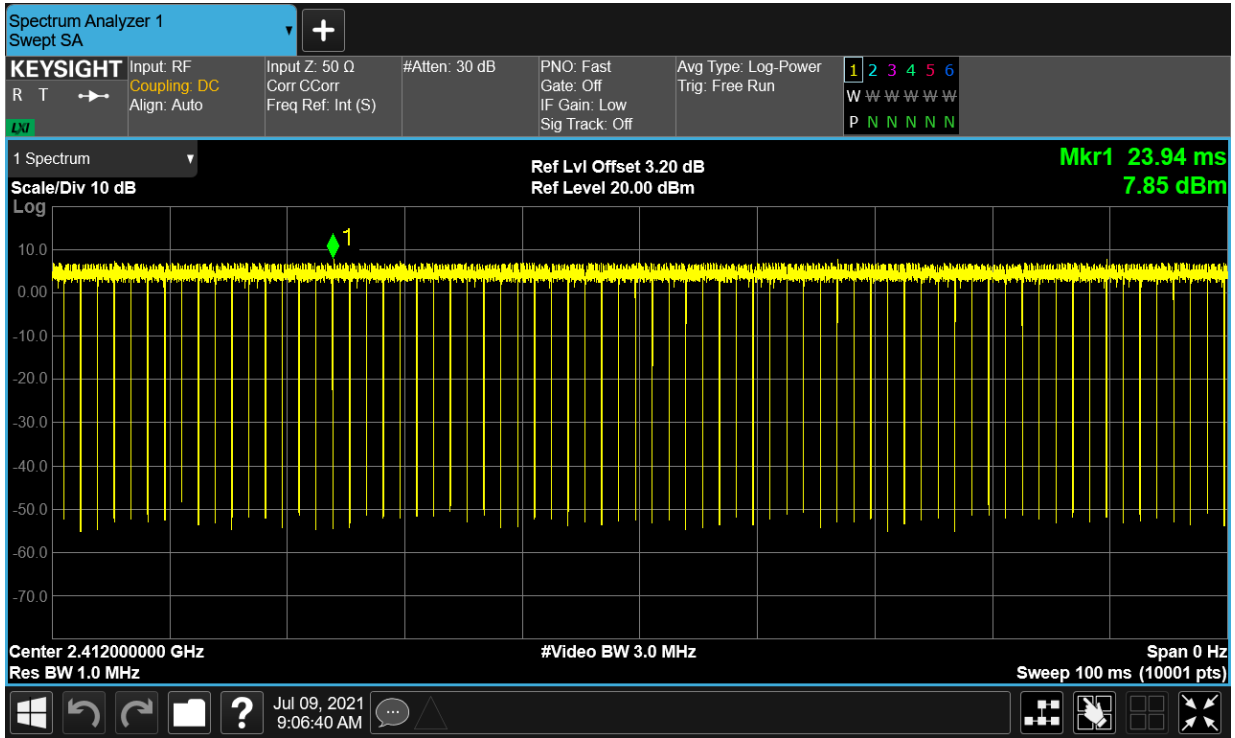 Spectrum Analyzer 1
Swept SA
KEYSIGHT
R T
LXI
Input: RF
Coupling: DC
Align: Auto
Input Z: 50 Ω
Corr CCorr
Freq Ref: Int (S)
#Atten: 30 dB
PNO: Fast
Gate: Off
IF Gain: Low
Sig Track: Off
Avg Type: Log-Power
Trig: Free Run
1 2 3 4 5 6
W W W W W W
P N N N N N
1 Spectrum
Scale/Div 10 dB
Log
Ref Lvl Offset 3.20 dB
Ref Level 20.00 dBm
Mkr1 23.94 ms
7.85 dBm
1
10.0
0.00
-10.0
-20.0
-30.0
-40.0
-50.0
-60.0
-70.0
Center 2.412000000 GHz
Res BW 1.0 MHz
#Video BW 3.0 MHz
Span 0 Hz
Sweep 100 ms (10001 pts)
?
Jul 09, 2021
9:06:40 AM